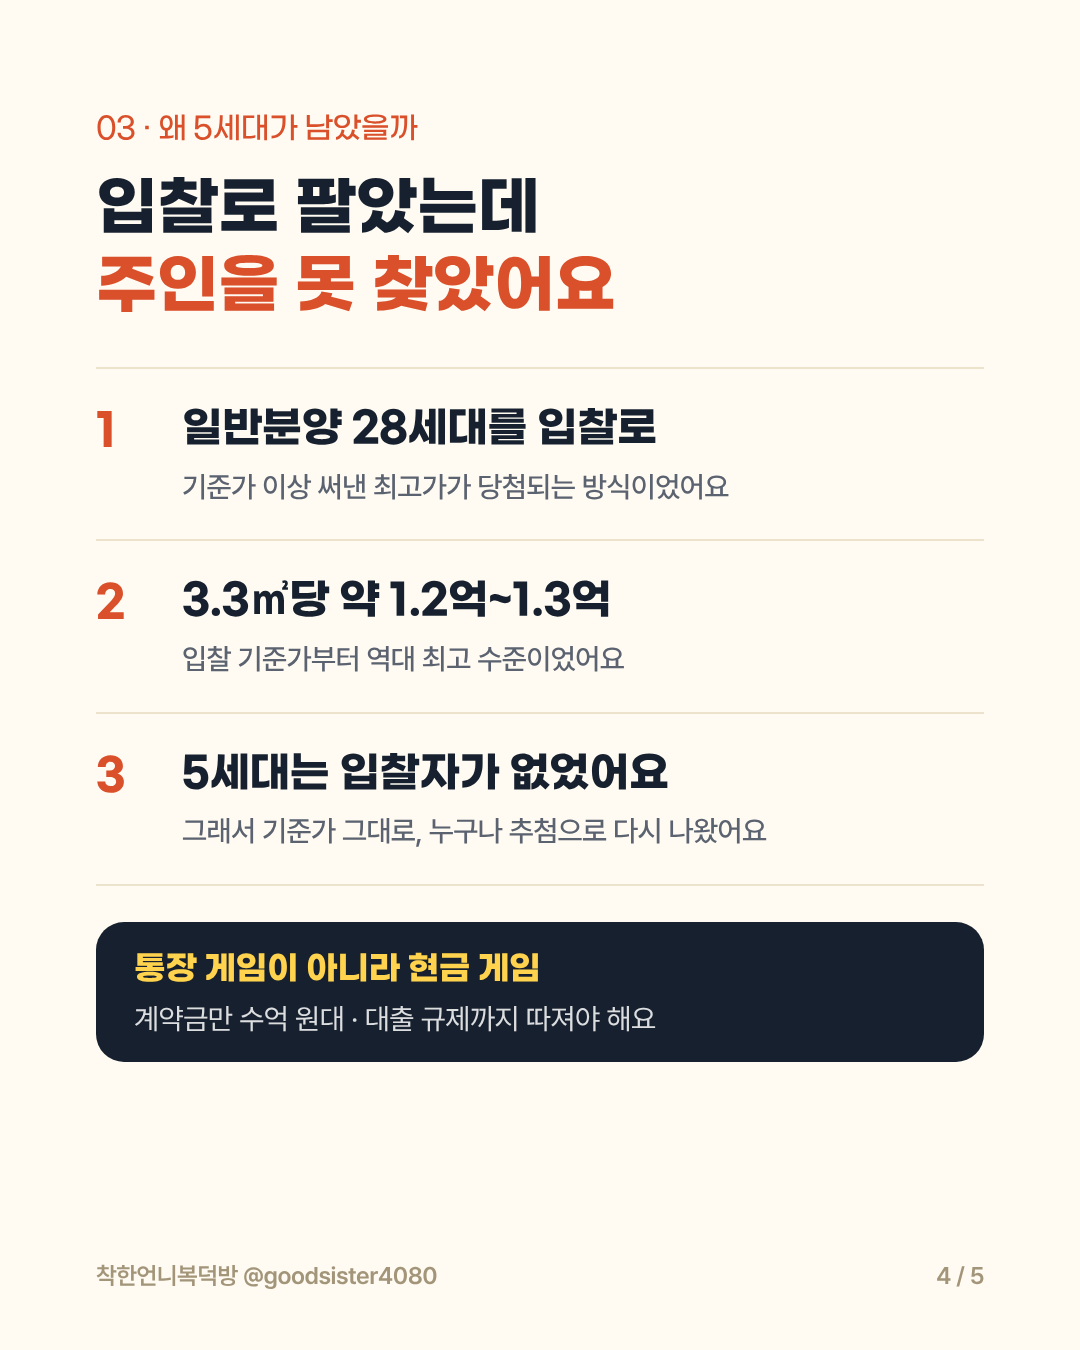 03 · 왜 5세대가 남았을까
입찰로 팔았는데
주인을 못 찾았어요
1 일반분양 28세대를 입찰로
기준가 이상 써낸 최고가가 당첨되는 방식이었어요
2 3.3㎡당 약 1.2억~1.3억
입찰 기준가부터 역대 최고 수준이었어요
3 5세대는 입찰자가 없었어요
그래서 기준가 그대로, 누구나 추첨으로 다시 나왔어요
통장 게임이 아니라 현금 게임
계약금만 수억 원대 · 대출 규제까지 따져야 해요
착한언니복덕방 @goodsister4080
4 / 5